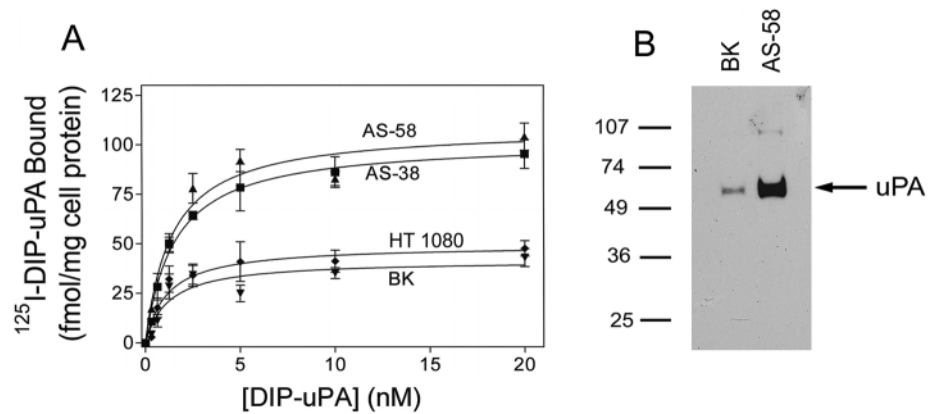 A
¹²⁵I-DIP-uPA Bound
(fmol/mg cell protein)
125
100
75
50
25
0
AS-58
AS-38
HT 1080
BK
0 5 10 15 20
[DIP-uPA] (nM)
B
BK
AS-58
107
74
49
36
25
uPA